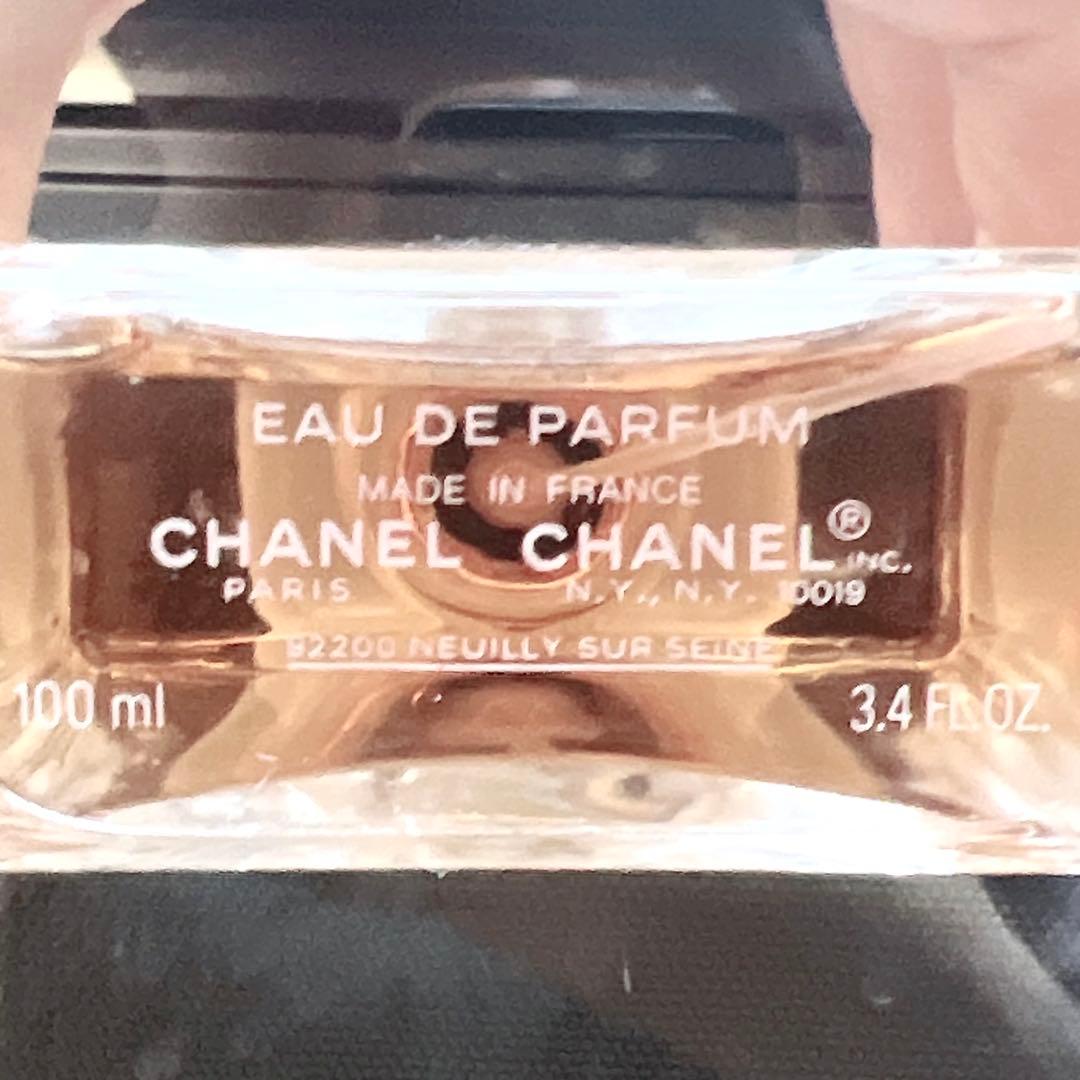 EAU DE PARFUM
MADE IN FRANCE
CHANEL CHANEL® INC.
PARIS N.Y., N.Y. 10019
92200 NEUILLY SUR SEINE
100 ml 3.4 FL.OZ.